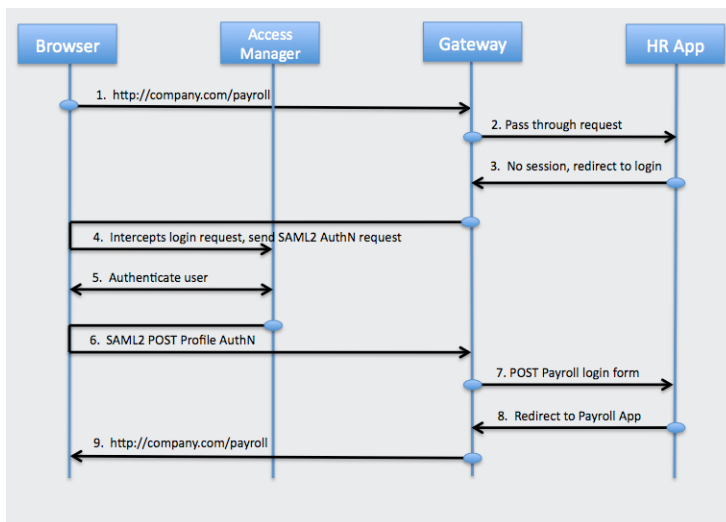 Browser
Access
Manager
Gateway
HR App
1. http://company.com/payroll
2. Pass through request
3. No session, redirect to login
4. Intercepts login request, send SAML2 AuthN request
5. Authenticate user
6. SAML2 POST Profile AuthN
7. POST Payroll login form
8. Redirect to Payroll App
9. http://company.com/payroll